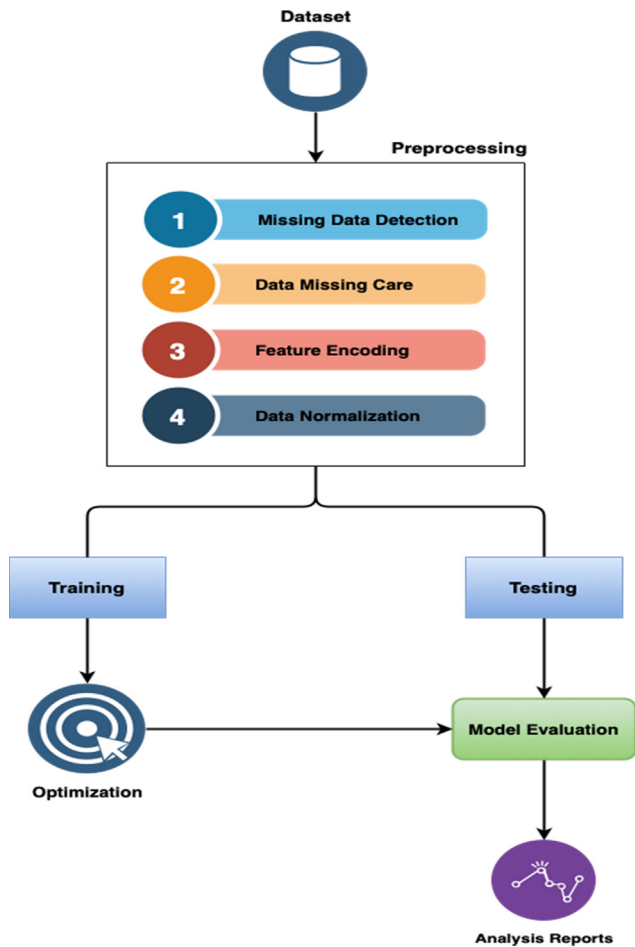 Dataset
Preprocessing
1 Missing Data Detection
2 Data Missing Care
3 Feature Encoding
4 Data Normalization
Training
Testing
Optimization
Model Evaluation
Analysis Reports